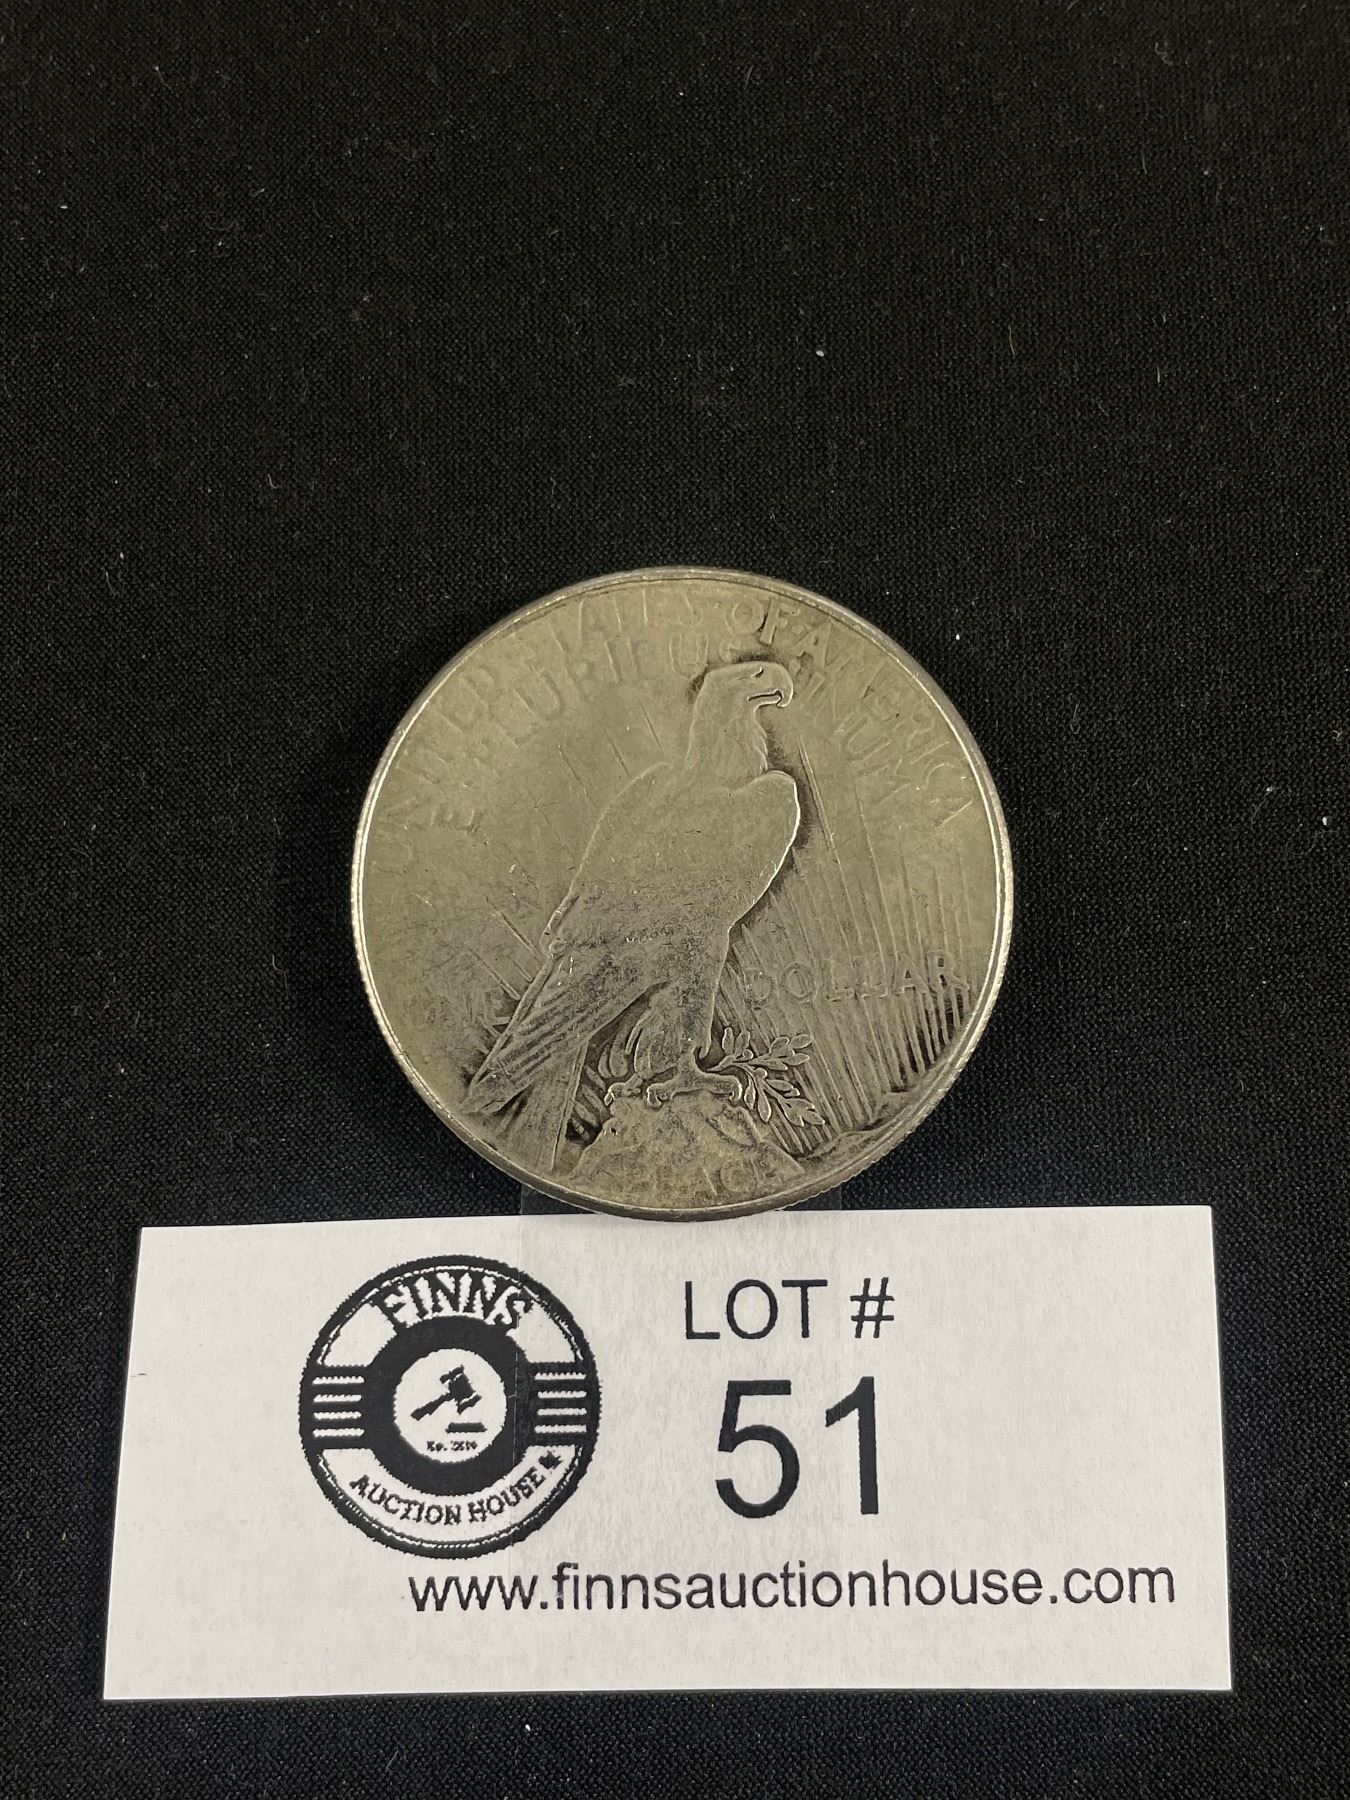 UNITED·STATES·OF·AMERICA
E PLURIBUS UNUM
DOLLAR
FINNS
AUCTION HOUSE
LOT #
51
www.finnsauctionhouse.com